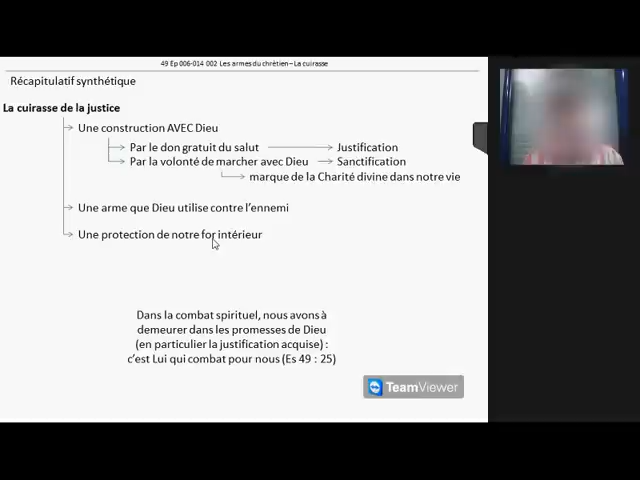 49 Ep 006-014 002 Les armes du chrétien – La cuirasse
Récapitulatif synthétique
La cuirasse de la justice
Une construction AVEC Dieu
Par le don gratuit du salut → Justification
Par la volonté de marcher avec Dieu → Sanctification
marque de la Charité divine dans notre vie
Une arme que Dieu utilise contre l'ennemi
Une protection de notre for intérieur
Dans la combat spirituel, nous avons à
demeurer dans les promesses de Dieu
(en particulier la justification acquise) :
c'est Lui qui combat pour nous (Es 49 : 25)
TeamViewer